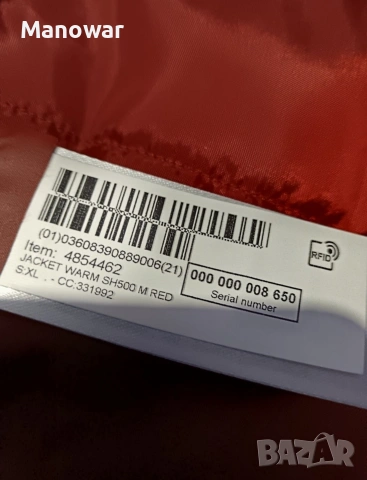 Manowar
(01)03608390889006(21)
Item: 4854462
JACKET WARM SH500 M RED
S:XL - CC.331992
000 000 008 650
Serial number
RFID
BAZAR